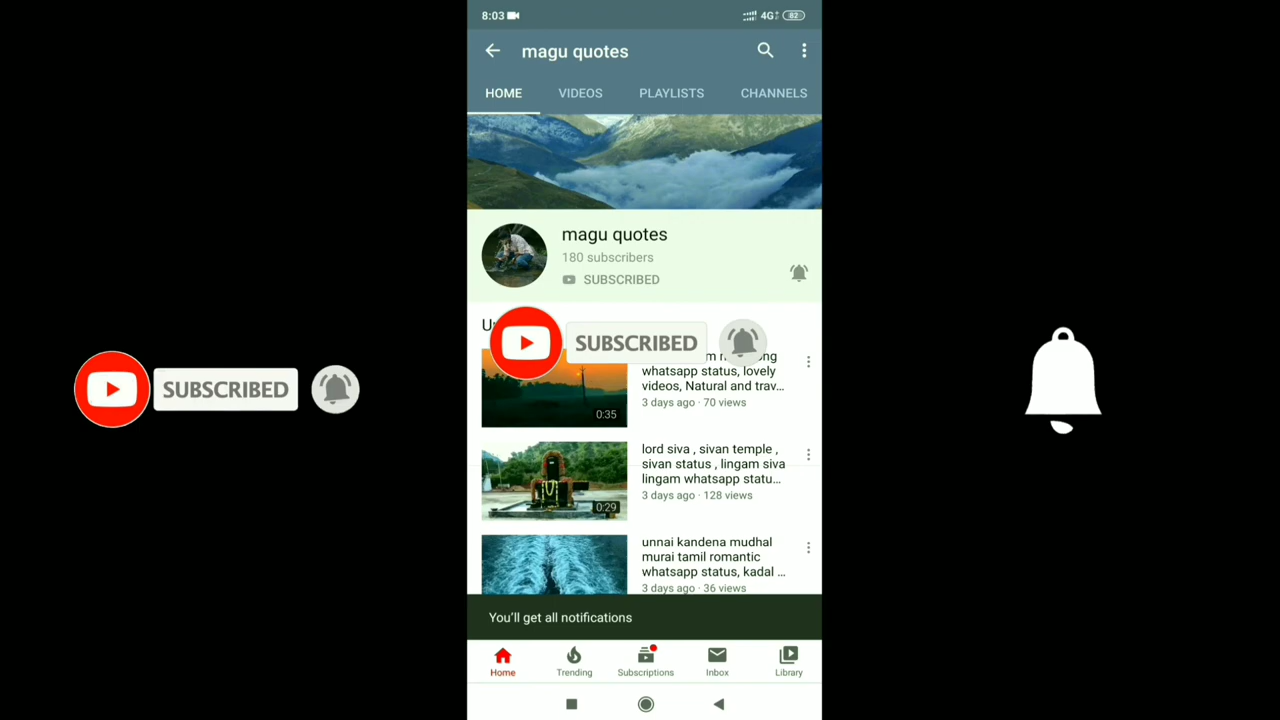 8:03
4G+
82
magu quotes
HOME VIDEOS PLAYLISTS CHANNELS
magu quotes
180 subscribers
SUBSCRIBED
SUBSCRIBED
SUBSCRIBED
whatsapp status, lovely
videos, Natural and trav...
3 days ago · 70 views
0:35
lord siva , sivan temple ,
sivan status , lingam siva
lingam whatsapp statu...
3 days ago · 128 views
0:29
unnai kandena mudhal
murai tamil romantic
whatsapp status, kadal ...
3 days ago · 36 views
You'll get all notifications
Home Trending Subscriptions Inbox Library